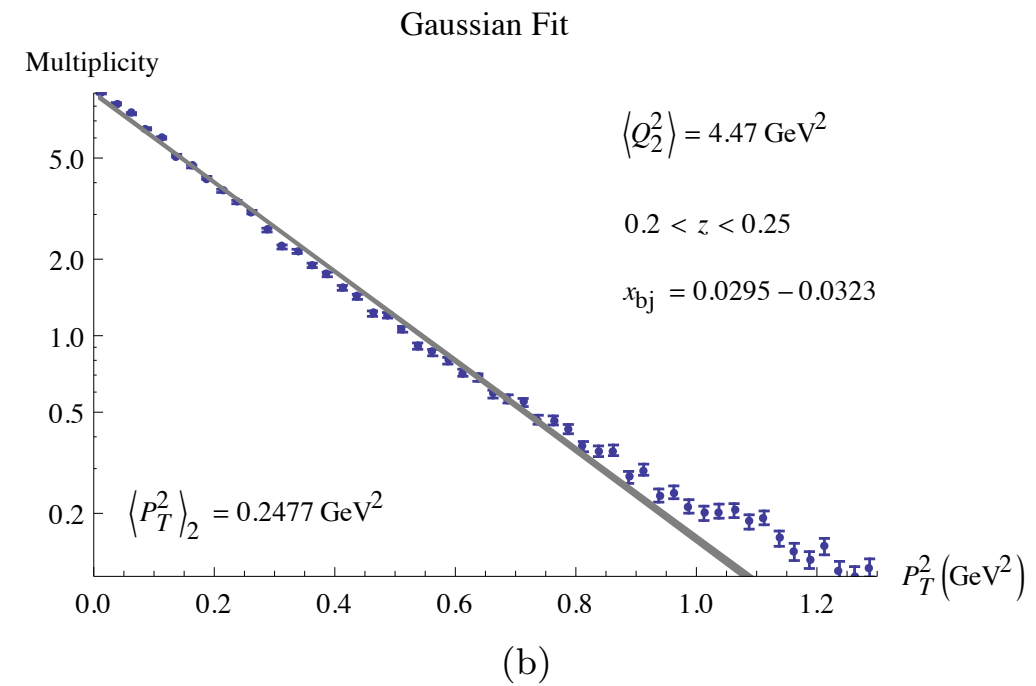 Gaussian Fit
Multiplicity
⟨Q₂²⟩ = 4.47 GeV²
5.0
0.2 < z < 0.25
2.0
x_bj = 0.0295 – 0.0323
1.0
0.5
0.2
⟨P_T²⟩₂ = 0.2477 GeV²
P_T² (GeV²)
0.0 0.2 0.4 0.6 0.8 1.0 1.2
(b)